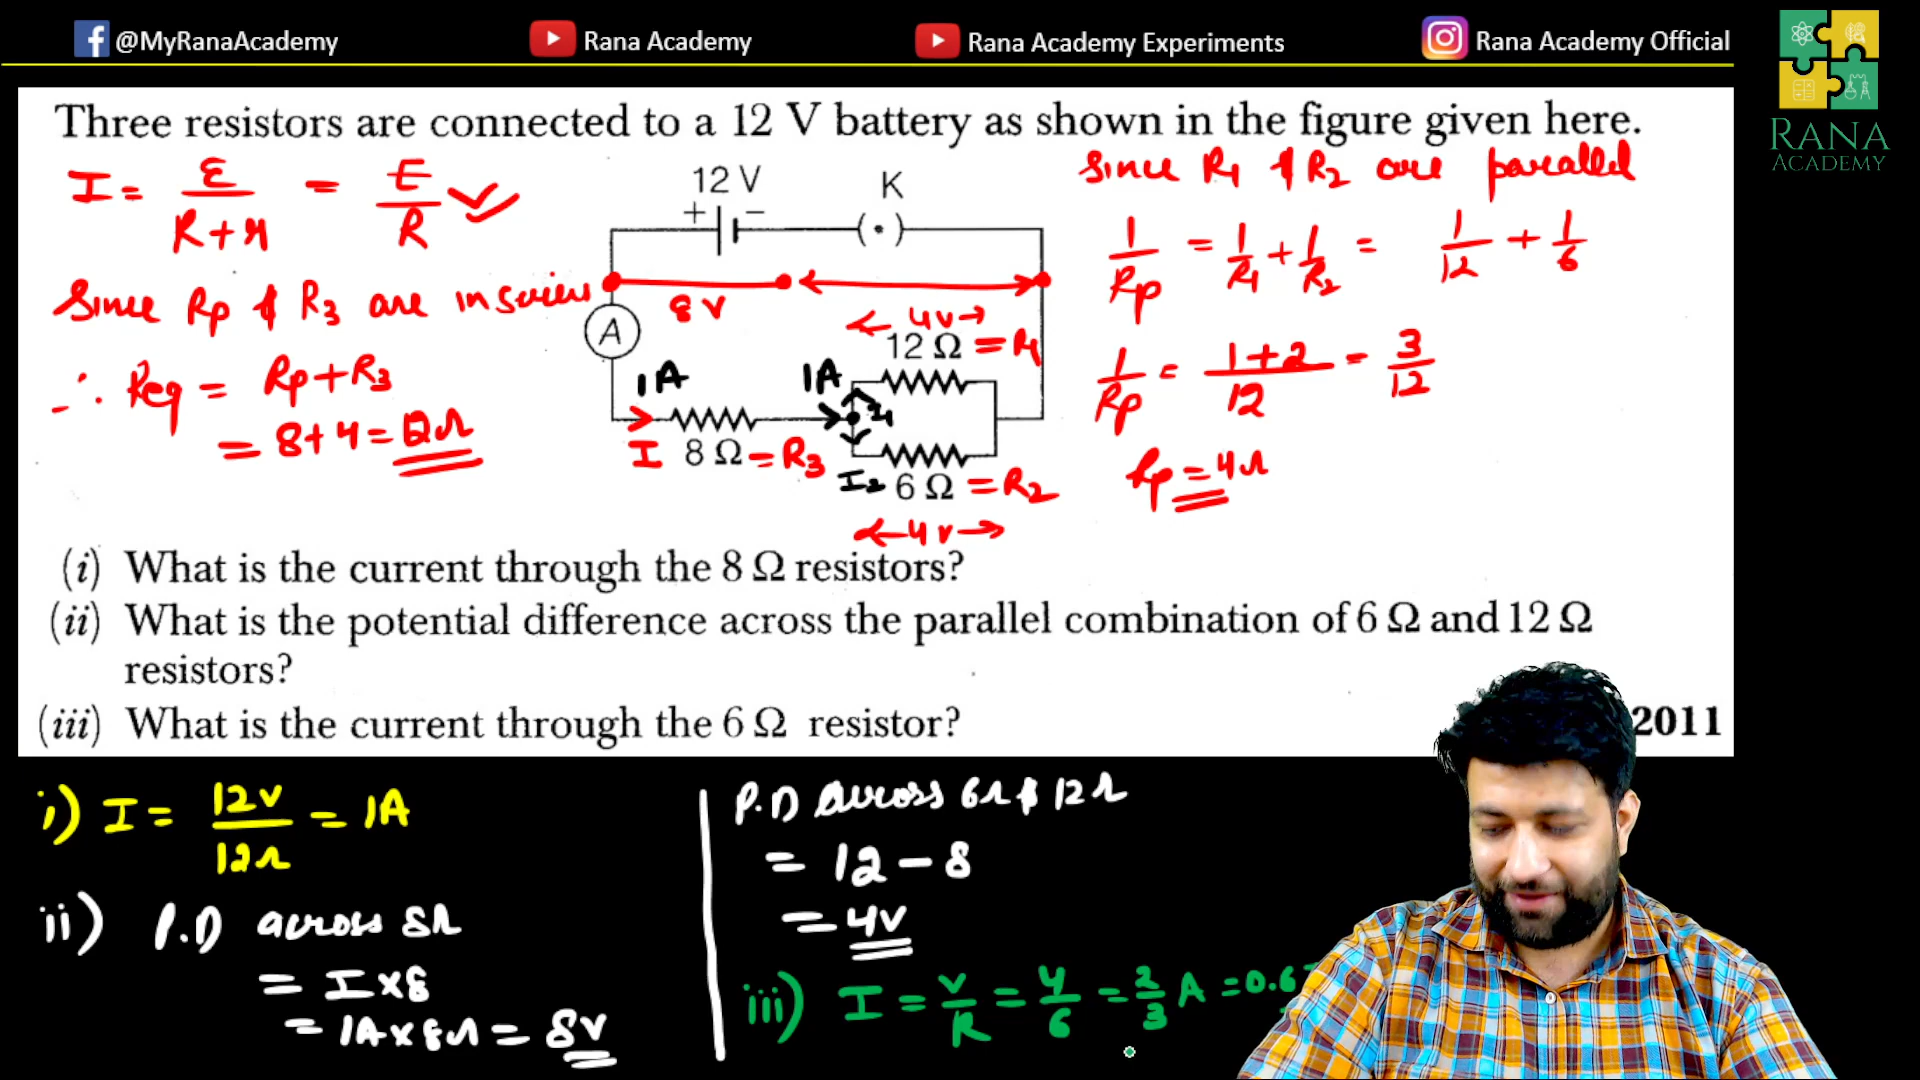 @MyRanaAcademy
Rana Academy
Rana Academy Experiments
Rana Academy Official
RANA
ACADEMY
Three resistors are connected to a 12 V battery as shown in the figure given here.
I = ε/R+r = E/R
Since Rp & R3 are in series
∴ Req = Rp+R3
= 8+4 = 12Ω
12 V
+ −
K
8V
A
← 4V →
12 Ω = R1
1A
1A
I
8 Ω = R3
I1
I2
6 Ω = R2
← 4V →
Since R1 & R2 are parallel
1/Rp = 1/R1 + 1/R2 = 1/12 + 1/6
1/Rp = 1+2/12 = 3/12
Rp = 4Ω
(i) What is the current through the 8 Ω resistors?
(ii) What is the potential difference across the parallel combination of 6 Ω and 12 Ω
resistors?
(iii) What is the current through the 6 Ω resistor?
2011
i) I = 12V/12Ω = 1A
ii) P.D across 8Ω
= I×8
= 1A×8Ω = 8V
P.D across 6Ω & 12Ω
= 12 − 8
= 4V
iii) I = V/R = 4/6 = 2/3 A = 0.6